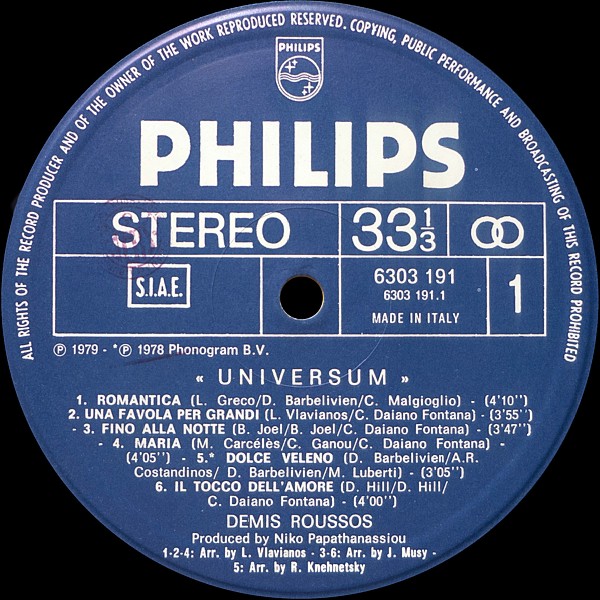 ALL RIGHTS OF THE RECORD PRODUCER AND OF THE OWNER OF THE WORK REPRODUCED RESERVED. COPYING, PUBLIC PERFORMANCE AND BROADCASTING OF THIS RECORD PROHIBITED
PHILIPS
PHILIPS
STEREO 33 1/3
S.I.A.E. 6303 191 1
6303 191.1
MADE IN ITALY
Ⓟ 1979 - *Ⓟ 1978 Phonogram B.V.
« UNIVERSUM »
1. ROMANTICA (L. Greco/D. Barbelivien/C. Malgioglio) - (4'10'')
2. UNA FAVOLA PER GRANDI (L. Vlavianos/C. Daiano Fontana) - (3'55'')
- 3. FINO ALLA NOTTE (B. Joel/B. Joel/C. Daiano Fontana) - (3'47'')
- 4. MARIA (M. Carcélès/C. Ganou/C. Daiano Fontana) -
(4'05'') - 5.* DOLCE VELENO (D. Barbelivien/A.R.
Costandinos/ D. Barbelivien/M. Luberti) - (3'05'')
6. IL TOCCO DELL'AMORE (D. Hill/D. Hill/
C. Daiano Fontana) - (4'00'')
DEMIS ROUSSOS
Produced by Niko Papathanassiou
1-2-4: Arr. by L. Vlavianos - 3-6: Arr. by J. Musy -
5: Arr. by R. Knehnetsky